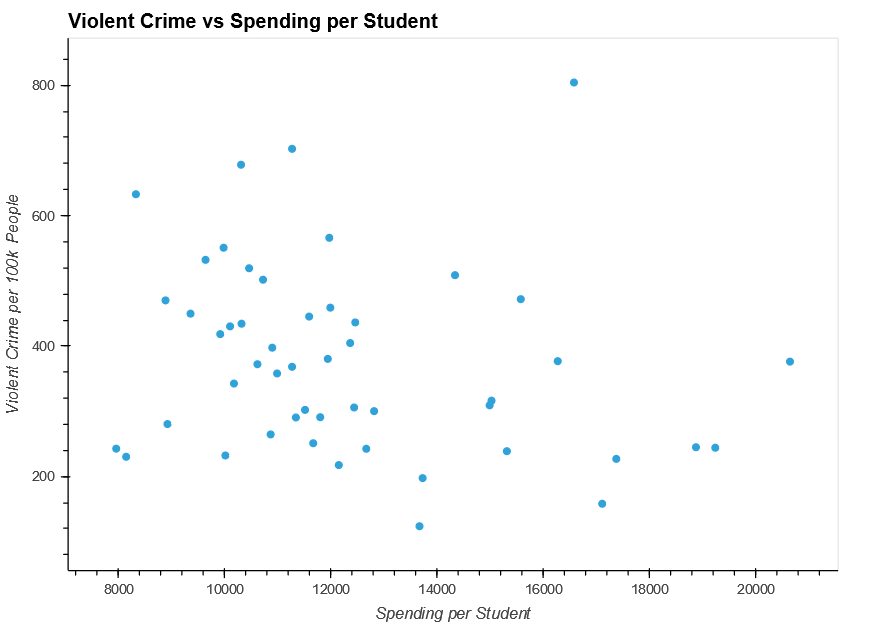 Violent Crime vs Spending per Student
Violent Crime per 100k People
800
600
400
200
8000 10000 12000 14000 16000 18000 20000
Spending per Student